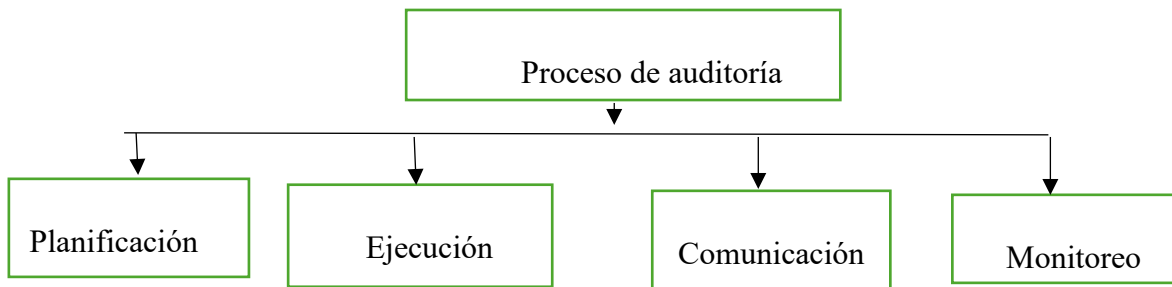 Proceso de auditoría
Planificación
Ejecución
Comunicación
Monitoreo